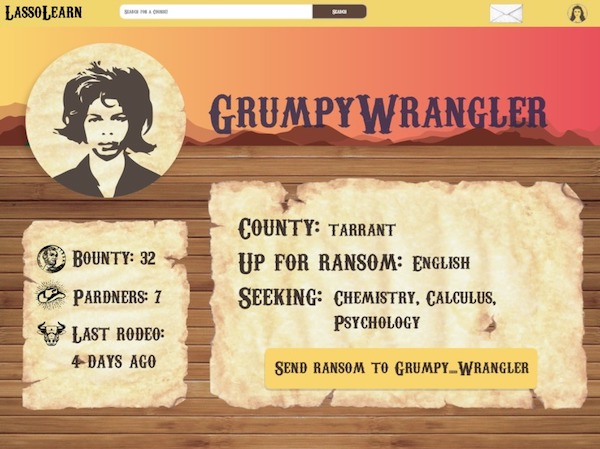 LassoLearn
Search for a Course!
Search
GrumpyWrangler
County: tarrant
Up for ransom: English
Seeking: Chemistry, Calculus,
Psychology
Bounty: 32
Pardners: 7
Last rodeo:
4 days ago
Send ransom to Grumpy_Wrangler